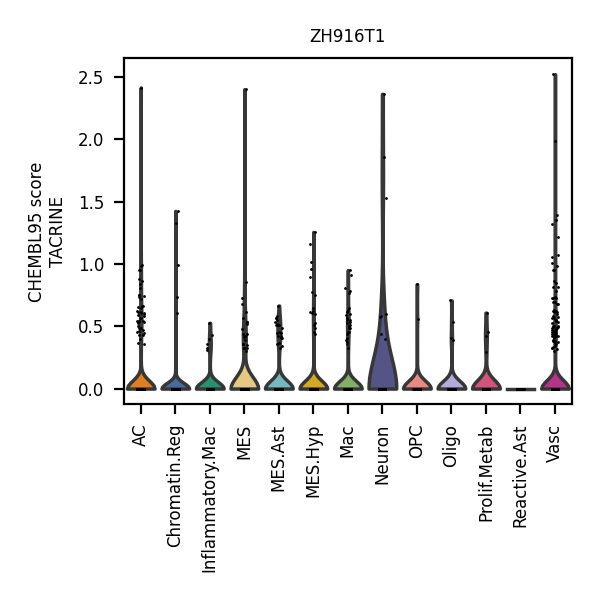 ZH916T1
CHEMBL95 score
TACRINE
2.5
2.0
1.5
1.0
0.5
0.0
AC
Chromatin.Reg
Inflammatory.Mac
MES
MES.Ast
MES.Hyp
Mac
Neuron
OPC
Oligo
Prolif.Metab
Reactive.Ast
Vasc